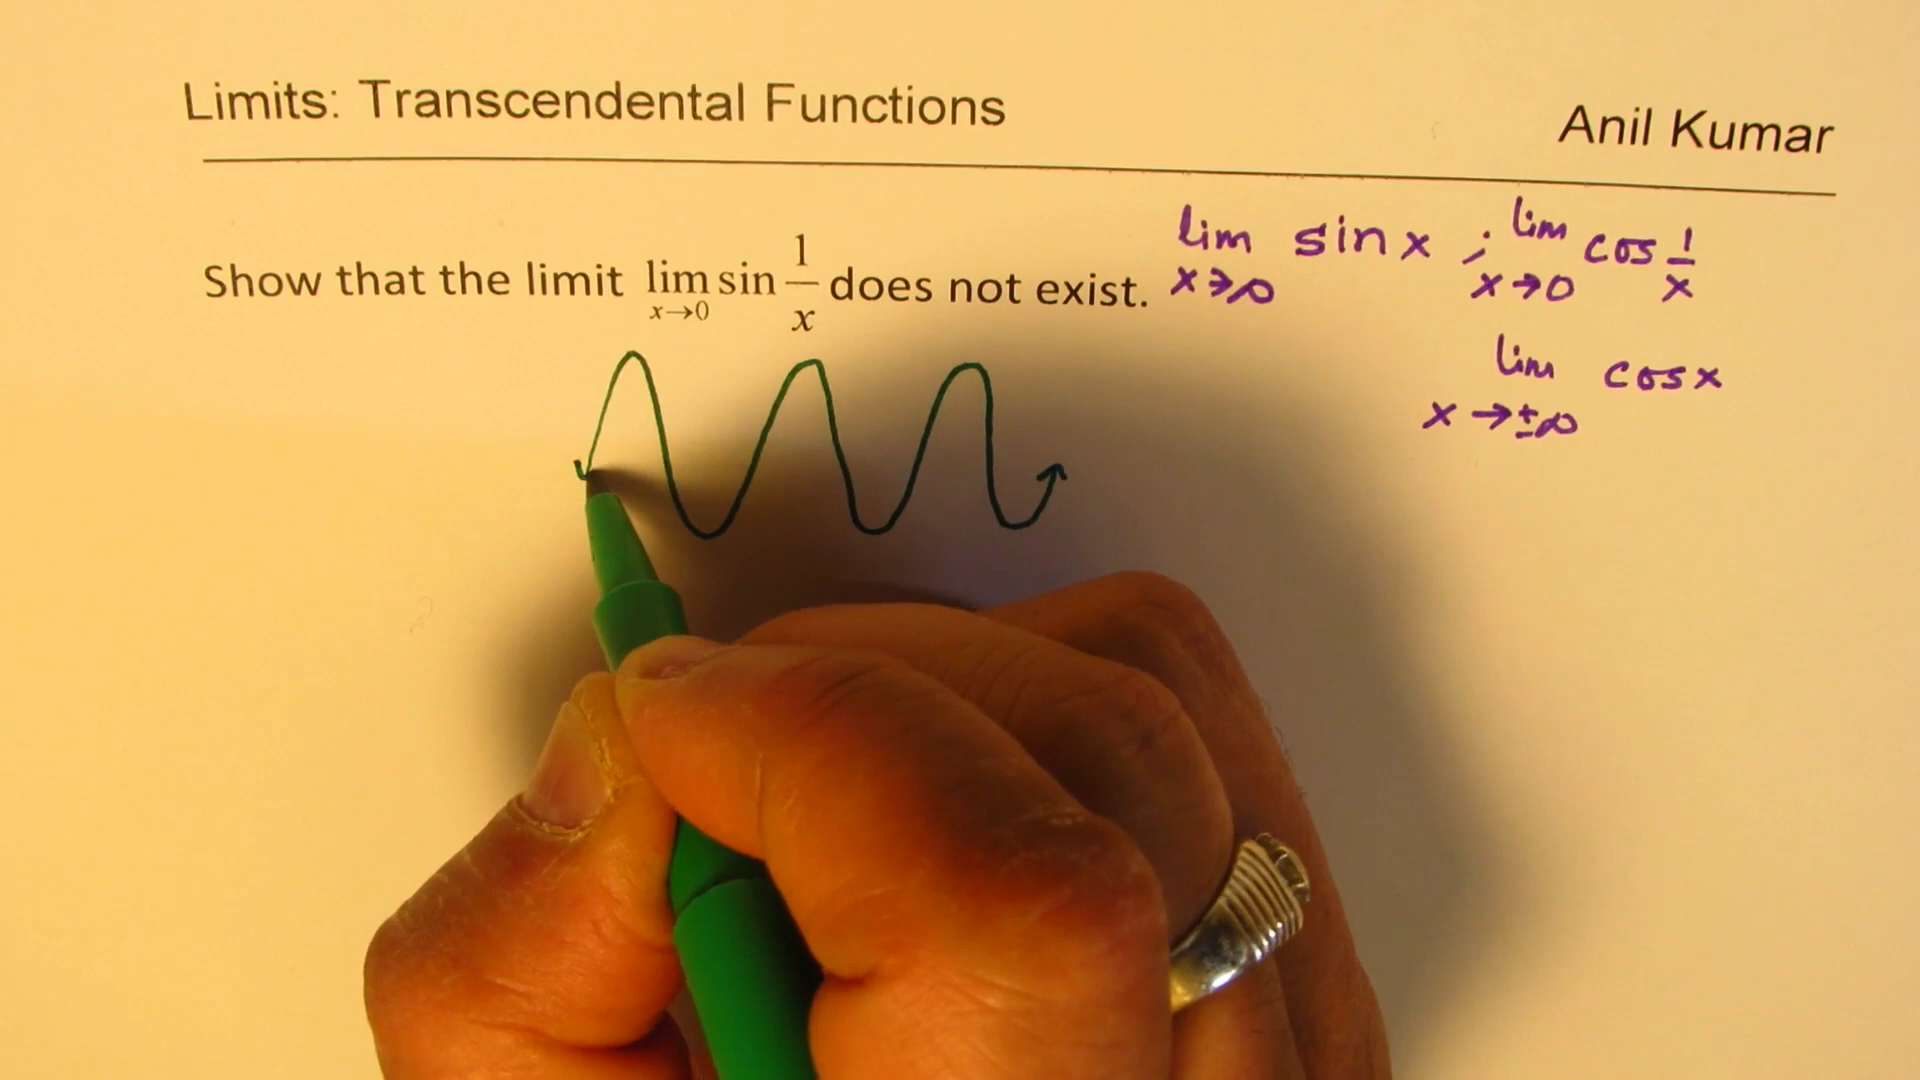 Limits: Transcendental Functions
Anil Kumar
Show that the limit lim x→0 sin 1/x does not exist.
lim x→∞ sin x ; lim x→0 cos 1/x
lim x→±∞ cos x